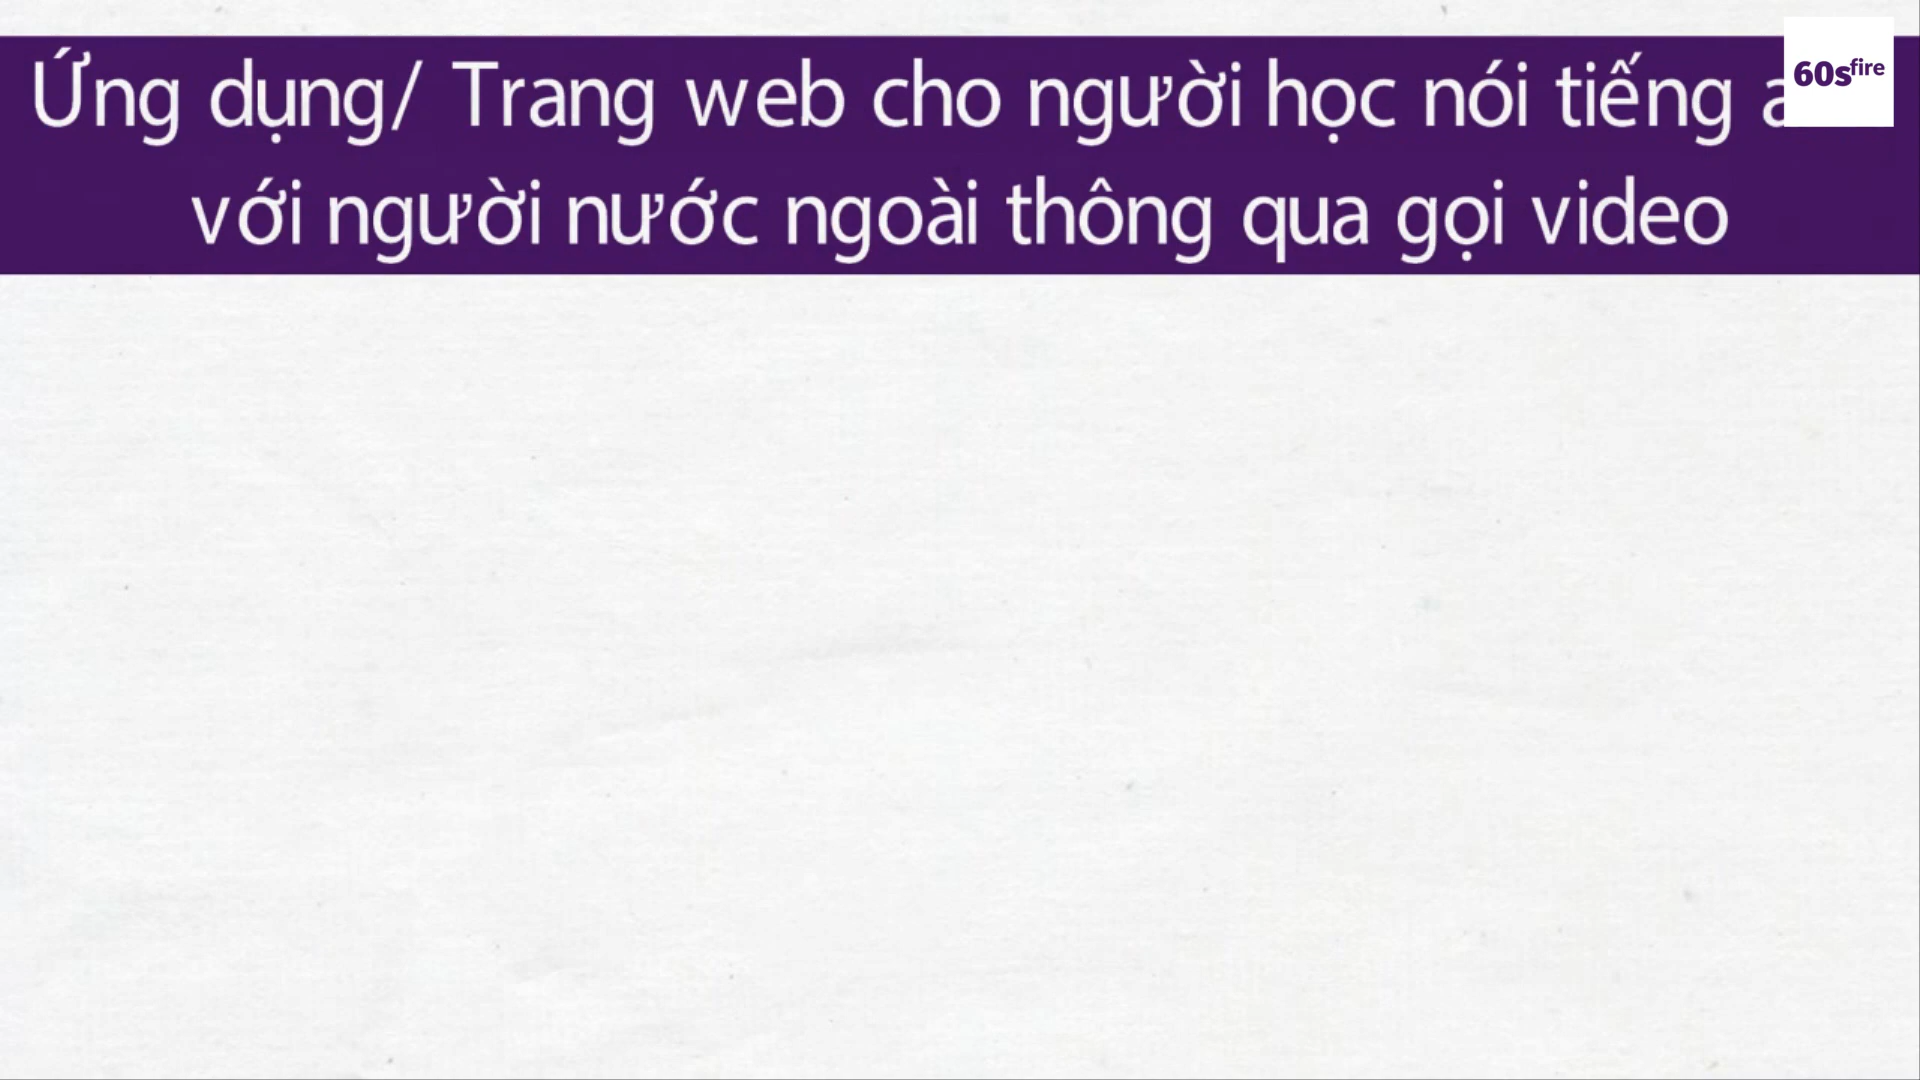 Ứng dụng/ Trang web cho người học nói tiếng
với người nước ngoài thông qua gọi video
60sfire